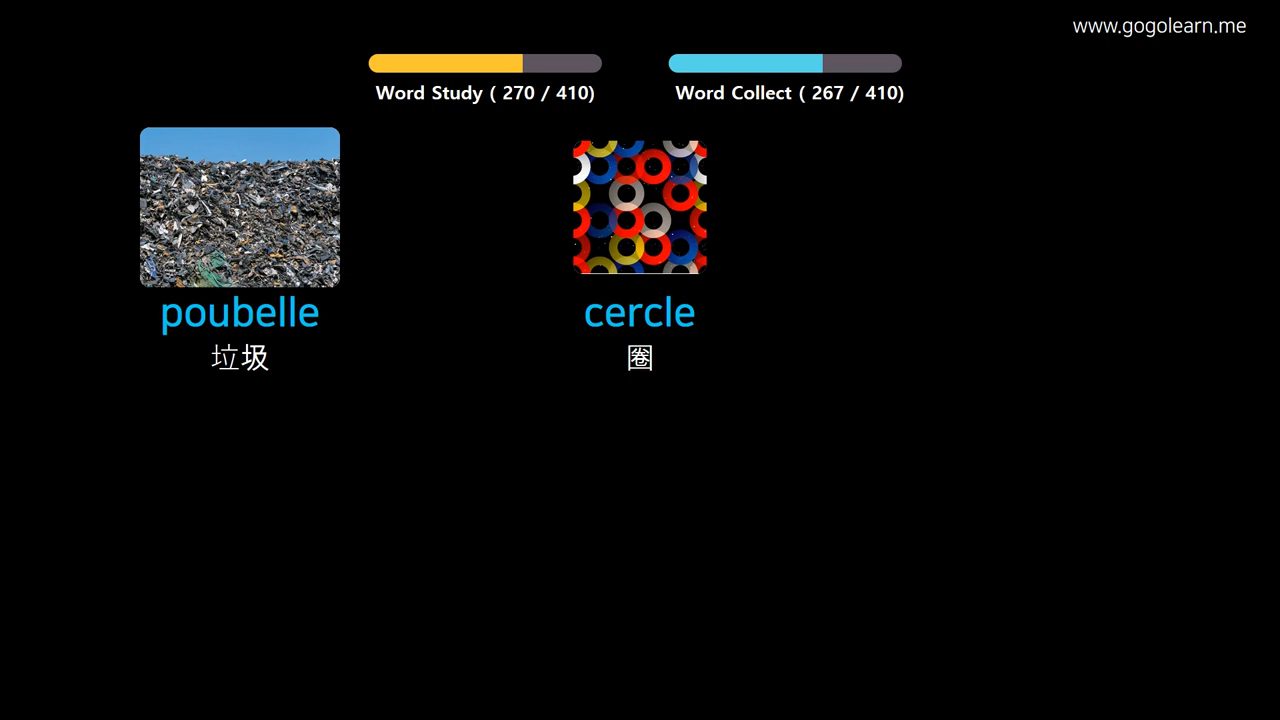 www.gogolearn.me
Word Study ( 270 / 410)
Word Collect ( 267 / 410)
poubelle
垃圾
cercle
圈